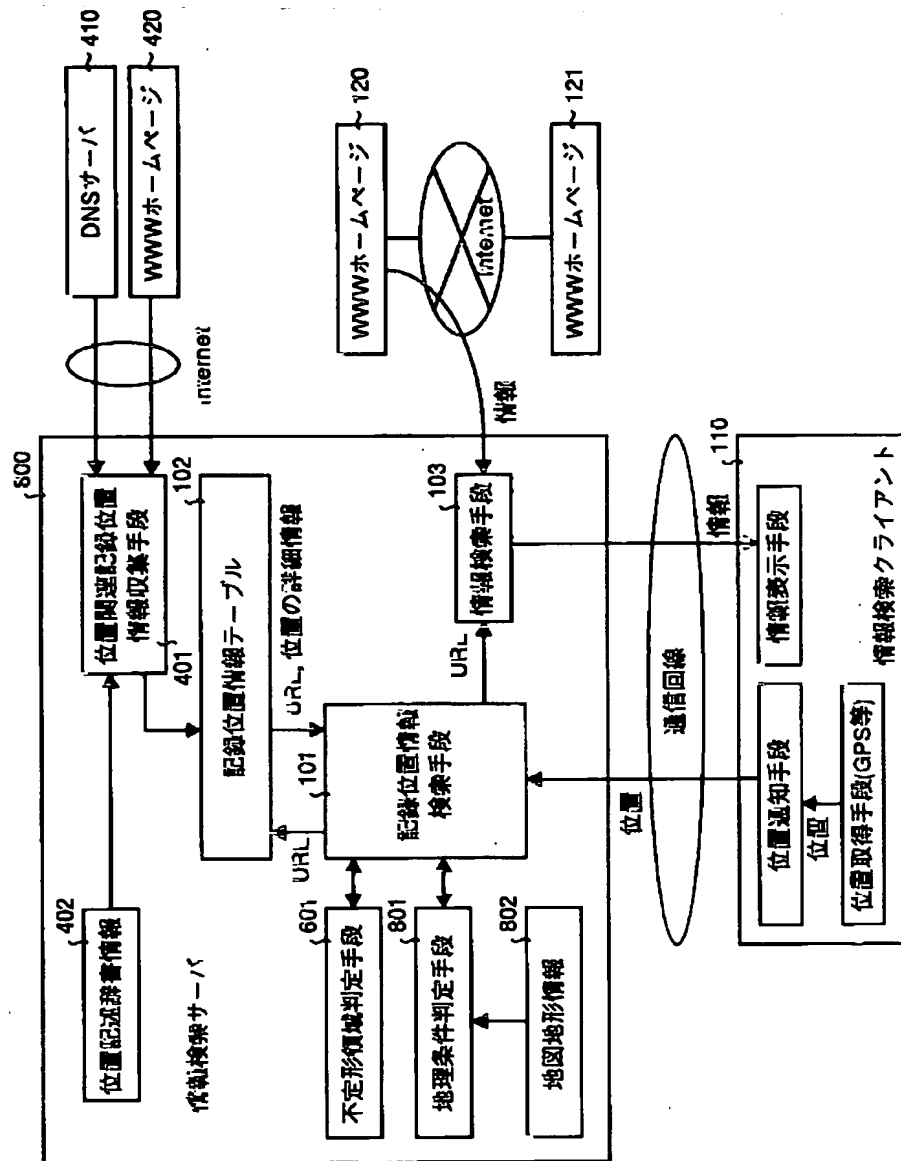 DNSサーバ
410
WWWホームページ
420
Internet
800
位置関連記録位置
情報収集手段
401
402
位置記述辞書情報
情報検索サーバ
102
記録位置情報テーブル
URL
URL, 位置の詳細情報
101
記録位置情報
検索手段
601
不定形領域判定手段
801
地理条件判定手段
802
地図地形情報
URL
103
情報検索手段
情報
WWWホームページ
120
Internet
WWWホームページ
121
位置
通信回線
情報
110
位置通知手段
位置
位置取得手段(GPS等)
情報表示手段
情報検索クライアント